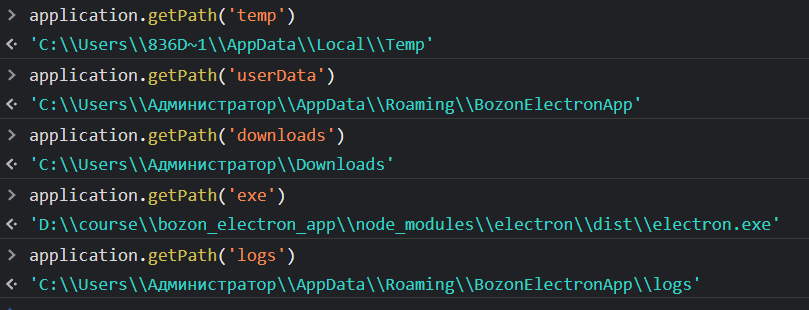 > application.getPath('temp')
'C:\\Users\\836D~1\\AppData\\Local\\Temp'
> application.getPath('userData')
'C:\\Users\\Администратор\\AppData\\Roaming\\BozonElectronApp'
> application.getPath('downloads')
'C:\\Users\\Администратор\\Downloads'
> application.getPath('exe')
'D:\\course\\bozon_electron_app\\node_modules\\electron\\dist\\electron.exe'
> application.getPath('logs')
'C:\\Users\\Администратор\\AppData\\Roaming\\BozonElectronApp\\logs'